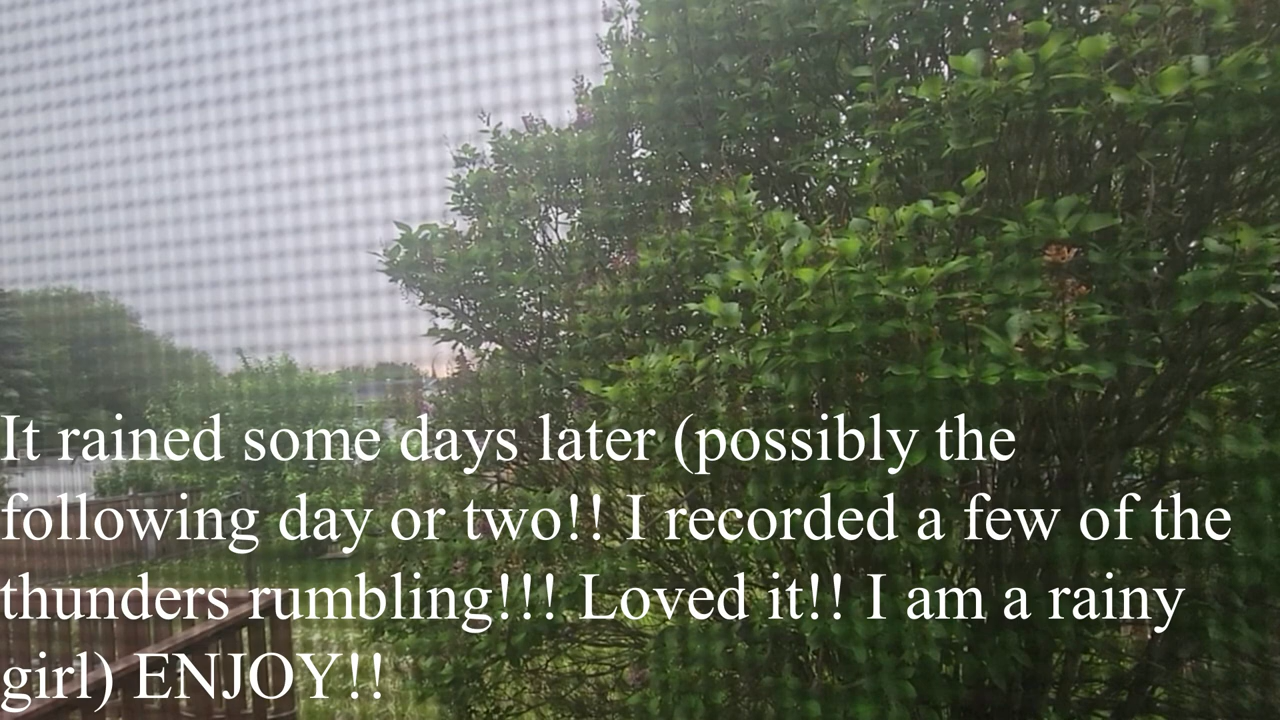 It rained some days later (possibly the
following day or two!! I recorded a few of the
thunders rumbling!!! Loved it!! I am a rainy
girl) ENJOY!!